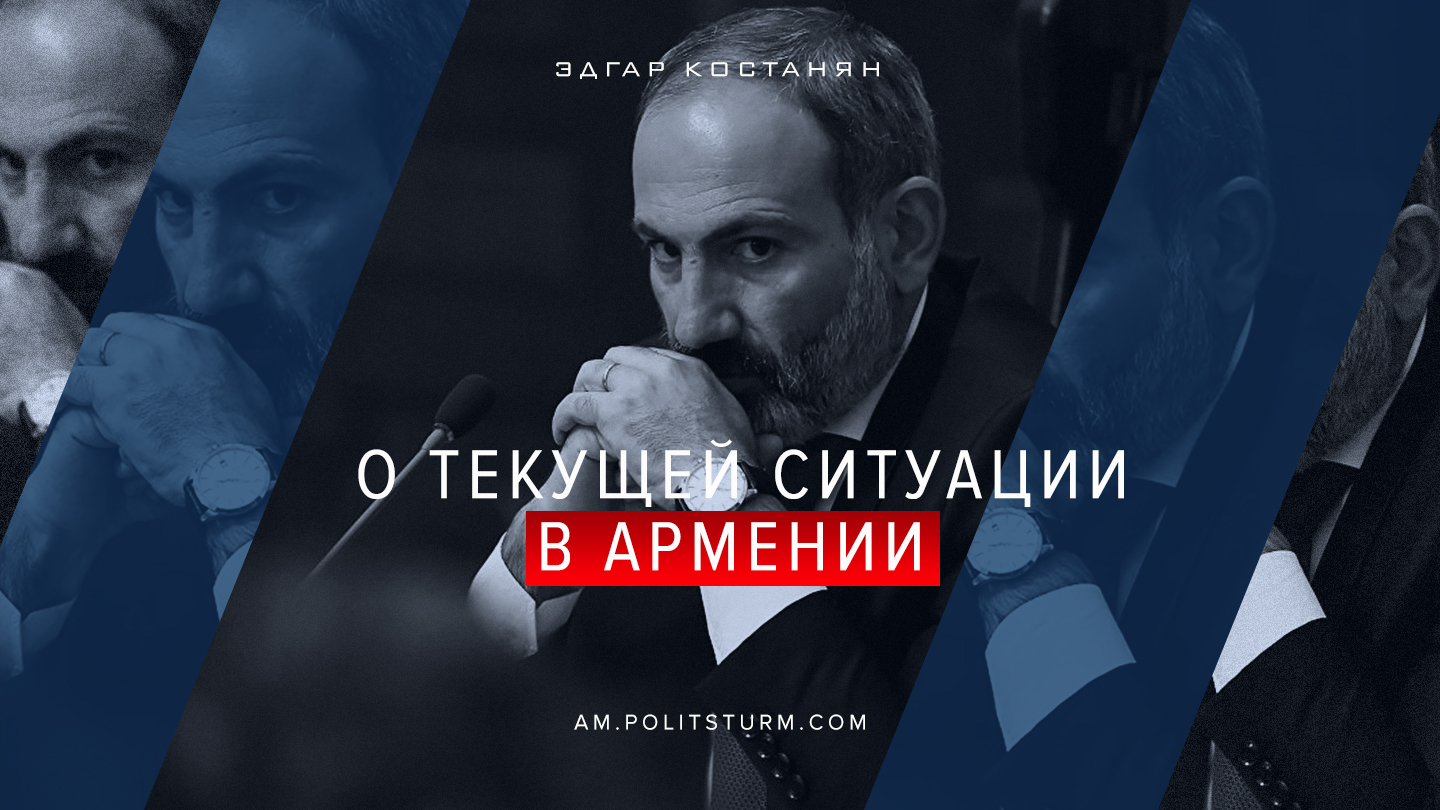 ЭДГАР КОСТАНЯН
О ТЕКУЩЕЙ СИТУАЦИИ
В АРМЕНИИ
AM.POLITSTURM.COM